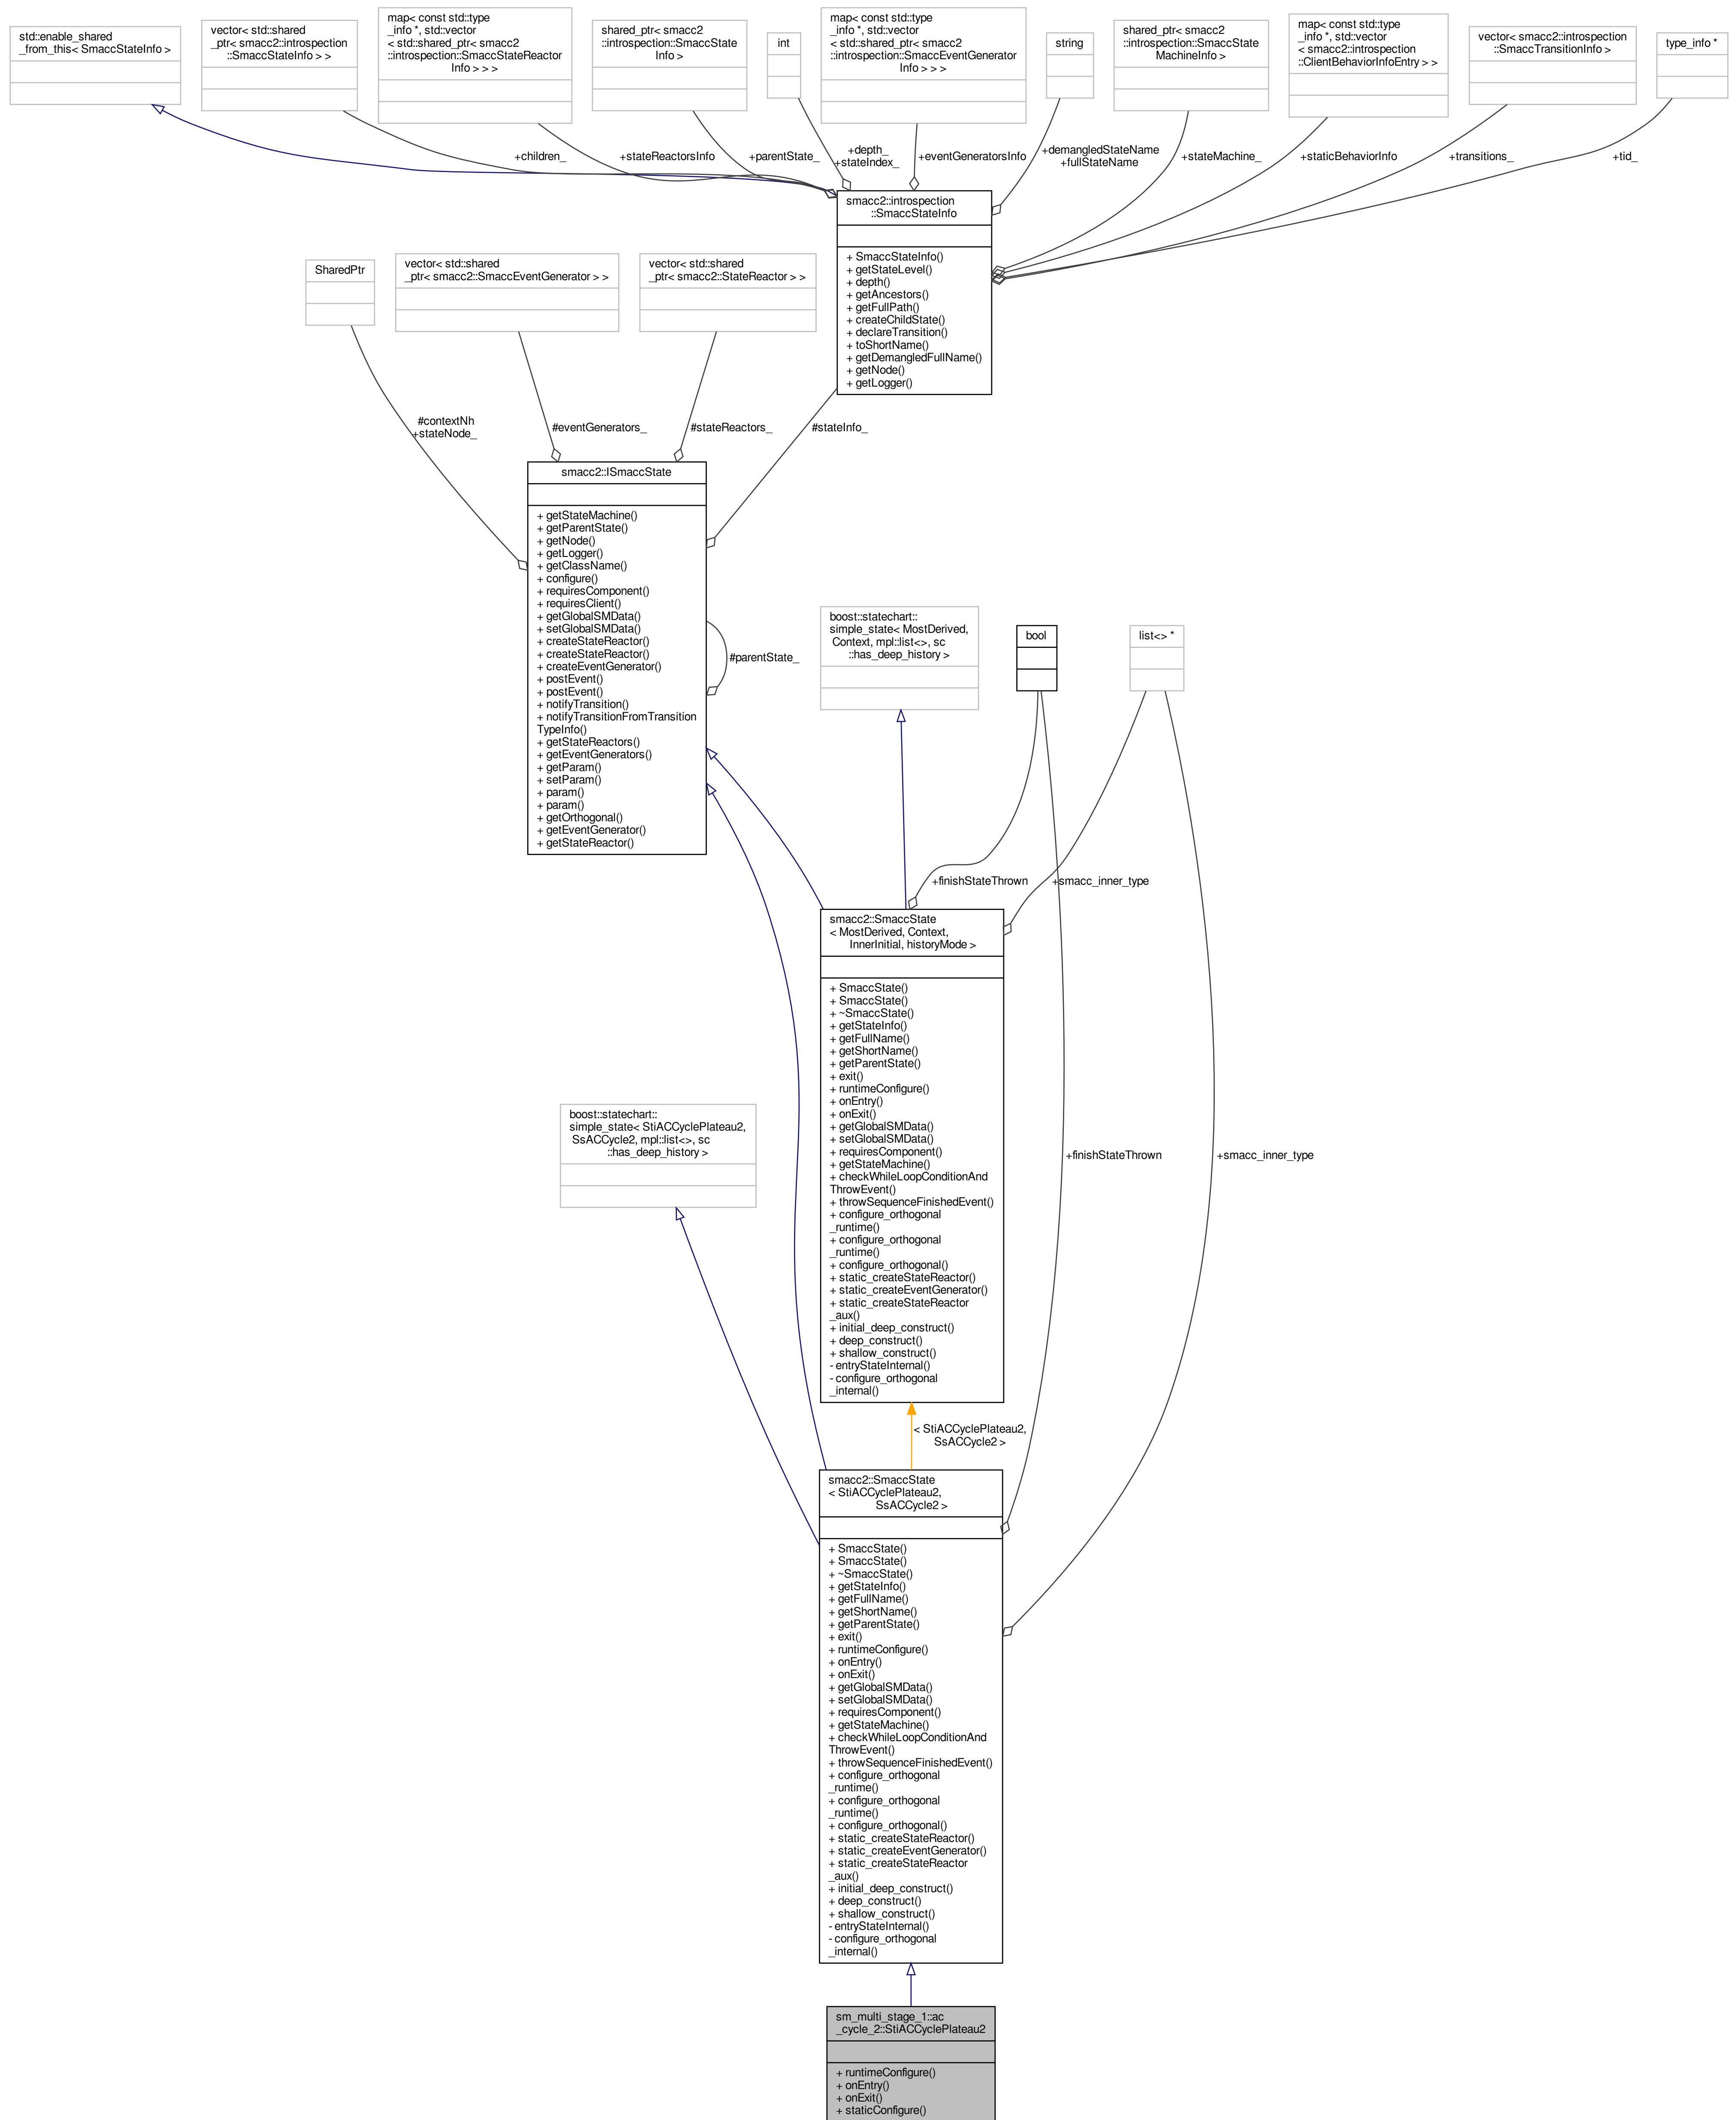 std::enable_shared
_from_this< SmaccStateInfo >
vector< std::shared
_ptr< smacc2::introspection
::SmaccStateInfo > >
map< const std::type
_info *, std::vector
< std::shared_ptr< smacc2
::introspection::SmaccStateReactor
Info > > >
shared_ptr< smacc2
::introspection::SmaccState
Info >
int
map< const std::type
_info *, std::vector
< std::shared_ptr< smacc2
::introspection::SmaccEventGenerator
Info > > >
string
shared_ptr< smacc2
::introspection::SmaccState
MachineInfo >
map< const std::type
_info *, std::vector
< smacc2::introspection
::ClientBehaviorInfoEntry > >
vector< smacc2::introspection
::SmaccTransitionInfo >
type_info *
+children_
+stateReactorsInfo
+parentState_
+depth_
+stateIndex_
+eventGeneratorsInfo
+demangledStateName
+fullStateName
+stateMachine_
+staticBehaviorInfo
+transitions_
+tid_
smacc2::introspection
::SmaccStateInfo
+ SmaccStateInfo()
+ getStateLevel()
+ depth()
+ getAncestors()
+ getFullPath()
+ createChildState()
+ declareTransition()
+ toShortName()
+ getDemangledFullName()
+ getNode()
+ getLogger()
SharedPtr
vector< std::shared
_ptr< smacc2::SmaccEventGenerator > >
vector< std::shared
_ptr< smacc2::StateReactor > >
#contextNh
+stateNode_
#eventGenerators_
#stateReactors_
#stateInfo_
smacc2::ISmaccState
+ getStateMachine()
+ getParentState()
+ getNode()
+ getLogger()
+ getClassName()
+ configure()
+ requiresComponent()
+ requiresClient()
+ getGlobalSMData()
+ setGlobalSMData()
+ createStateReactor()
+ createStateReactor()
+ createEventGenerator()
+ postEvent()
+ postEvent()
+ notifyTransition()
+ notifyTransitionFromTransition
TypeInfo()
+ getStateReactors()
+ getEventGenerators()
+ getParam()
+ setParam()
+ param()
+ param()
+ getOrthogonal()
+ getEventGenerator()
+ getStateReactor()
#parentState_
boost::statechart::
simple_state< MostDerived,
Context, mpl::list<>, sc
::has_deep_history >
bool
list<> *
+finishStateThrown
+smacc_inner_type
smacc2::SmaccState
< MostDerived, Context,
InnerInitial, historyMode >
+ SmaccState()
+ SmaccState()
+ ~SmaccState()
+ getStateInfo()
+ getFullName()
+ getShortName()
+ getParentState()
+ exit()
+ runtimeConfigure()
+ onEntry()
+ onExit()
+ getGlobalSMData()
+ setGlobalSMData()
+ requiresComponent()
+ getStateMachine()
+ checkWhileLoopConditionAnd
ThrowEvent()
+ throwSequenceFinishedEvent()
+ configure_orthogonal
_runtime()
+ configure_orthogonal
_runtime()
+ configure_orthogonal()
+ static_createStateReactor()
+ static_createEventGenerator()
+ static_createStateReactor
_aux()
+ initial_deep_construct()
+ deep_construct()
+ shallow_construct()
- entryStateInternal()
- configure_orthogonal
_internal()
boost::statechart::
simple_state< StiACCyclePlateau2,
SsACCycle2, mpl::list<>, sc
::has_deep_history >
+finishStateThrown
+smacc_inner_type
< StiACCyclePlateau2,
SsACCycle2 >
smacc2::SmaccState
< StiACCyclePlateau2,
SsACCycle2 >
+ SmaccState()
+ SmaccState()
+ ~SmaccState()
+ getStateInfo()
+ getFullName()
+ getShortName()
+ getParentState()
+ exit()
+ runtimeConfigure()
+ onEntry()
+ onExit()
+ getGlobalSMData()
+ setGlobalSMData()
+ requiresComponent()
+ getStateMachine()
+ checkWhileLoopConditionAnd
ThrowEvent()
+ throwSequenceFinishedEvent()
+ configure_orthogonal
_runtime()
+ configure_orthogonal
_runtime()
+ configure_orthogonal()
+ static_createStateReactor()
+ static_createEventGenerator()
+ static_createStateReactor
_aux()
+ initial_deep_construct()
+ deep_construct()
+ shallow_construct()
- entryStateInternal()
- configure_orthogonal
_internal()
sm_multi_stage_1::ac
_cycle_2::StiACCyclePlateau2
+ runtimeConfigure()
+ onEntry()
+ onExit()
+ staticConfigure()